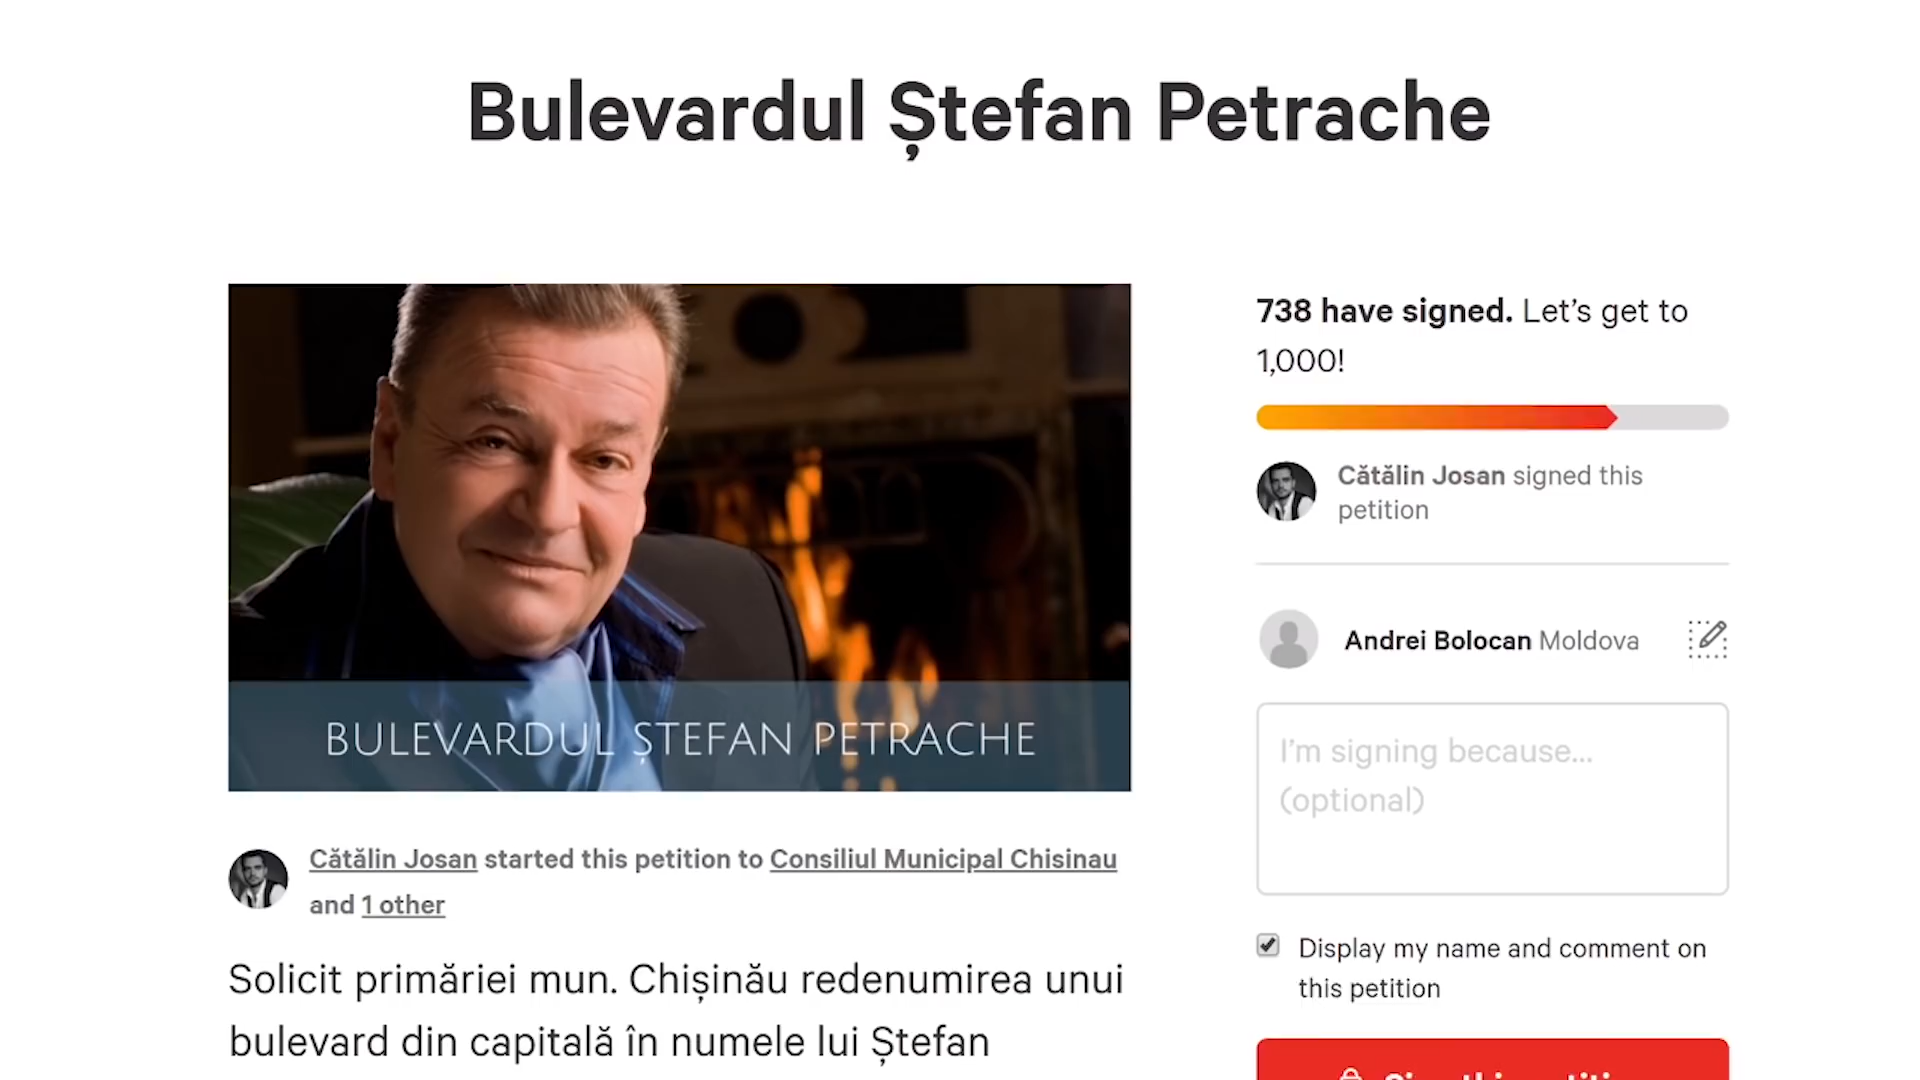 Bulevardul Ștefan Petrache
BULEVARDUL ȘTEFAN PETRACHE
Cătălin Josan started this petition to Consiliul Municipal Chisinau
and 1 other
Solicit primăriei mun. Chișinău redenumirea unui
bulevard din capitală în numele lui Ștefan
738 have signed. Let’s get to
1,000!
Cătălin Josan signed this
petition
Andrei Bolocan Moldova
I’m signing because...
(optional)
Display my name and comment on
this petition